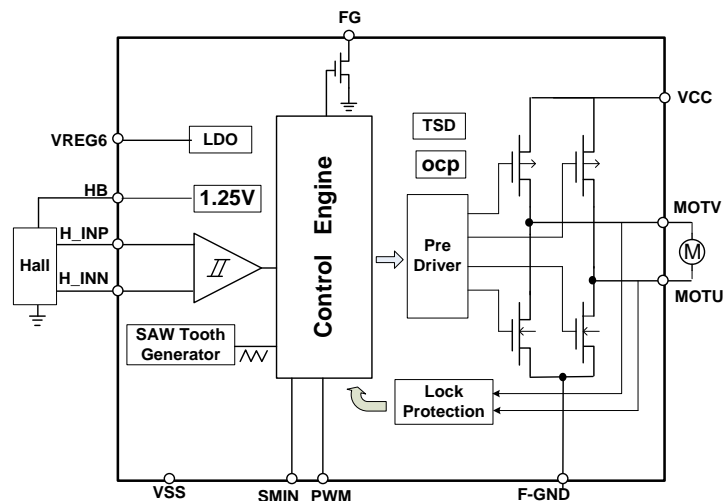 FG
VCC
TSD
VREG6
LDO
ocp
HB
1.25V
MOTV
H_INP
Hall
Control Engine
Pre
Driver
M
H_INN
MOTU
SAW Tooth
Generator
Lock
Protection
VSS
SMIN
PWM
F-GND